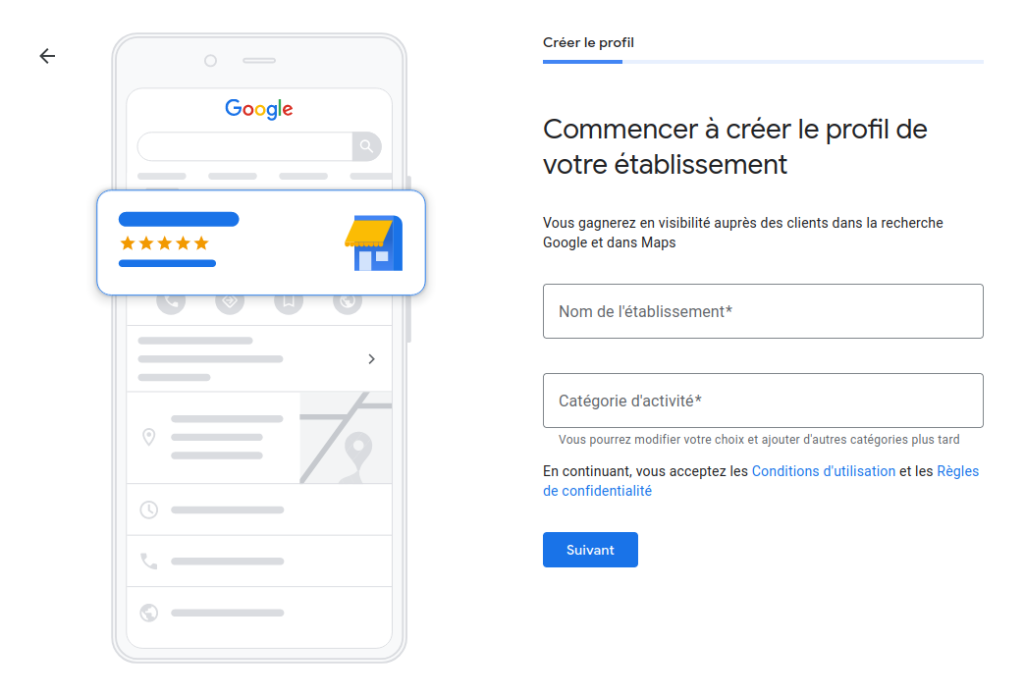 Créer le profil
Google
Commencer à créer le profil de
votre établissement
Vous gagnerez en visibilité auprès des clients dans la recherche
Google et dans Maps
Nom de l'établissement*
Catégorie d'activité*
Vous pourrez modifier votre choix et ajouter d'autres catégories plus tard
En continuant, vous acceptez les Conditions d'utilisation et les Règles
de confidentialité
Suivant